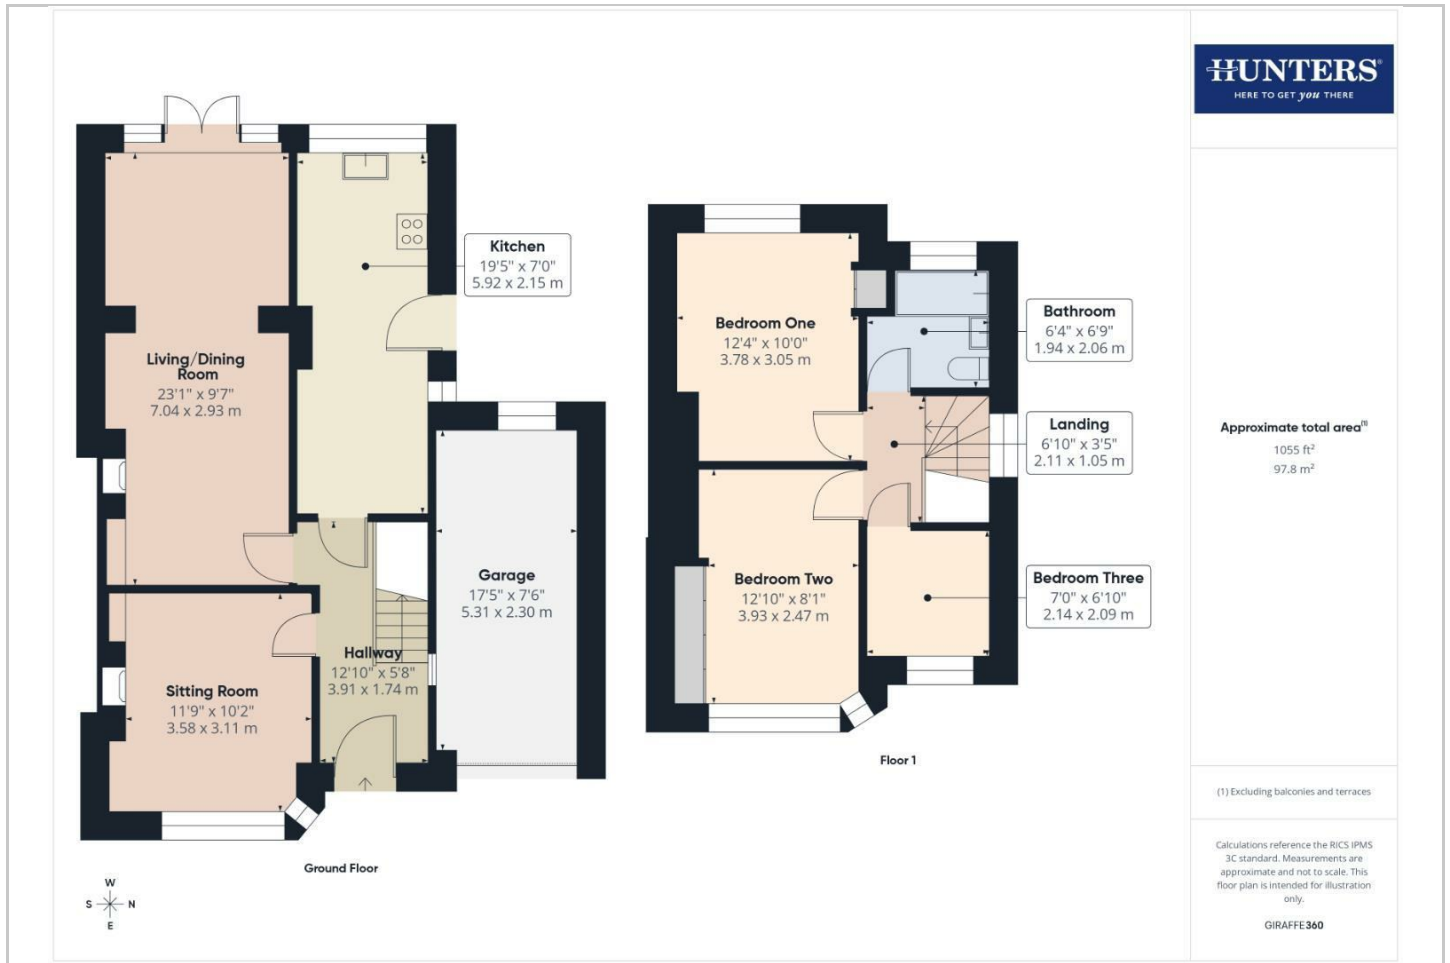 Kitchen
19'5" x 7'0"
5.92 x 2.15 m
Living/Dining
Room
23'1" x 9'7"
7.04 x 2.93 m
Garage
17'5" x 7'6"
5.31 x 2.30 m
Hallway
12'10" x 5'8"
3.91 x 1.74 m
Sitting Room
11'9" x 10'2"
3.58 x 3.11 m
Ground Floor
W
S N
E
Bedroom One
12'4" x 10'0"
3.78 x 3.05 m
Bathroom
6'4" x 6'9"
1.94 x 2.06 m
Landing
6'10" x 3'5"
2.11 x 1.05 m
Bedroom Two
12'10" x 8'1"
3.93 x 2.47 m
Bedroom Three
7'0" x 6'10"
2.14 x 2.09 m
Floor 1
HUNTERS®
HERE TO GET you THERE
Approximate total area⁽¹⁾
1055 ft²
97.8 m²
(1) Excluding balconies and terraces
Calculations reference the RICS IPMS
3C standard. Measurements are
approximate and not to scale. This
floor plan is intended for illustration
only.
GIRAFFE360